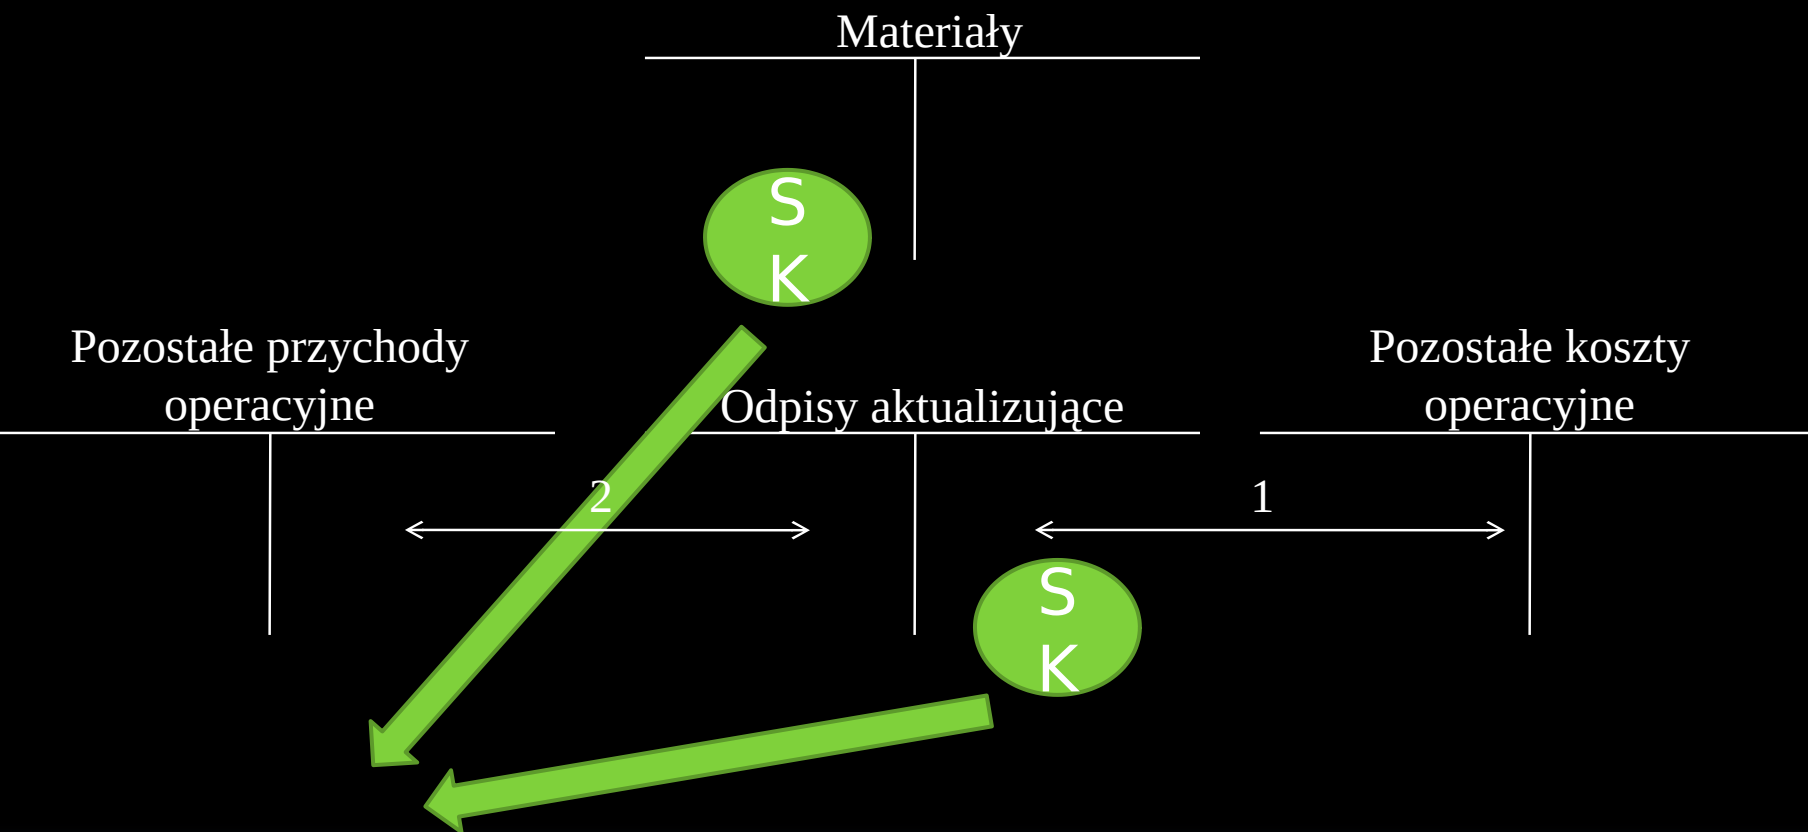 Materiały
S
K
Pozostałe przychody
operacyjne
Odpisy aktualizujące
Pozostałe koszty
operacyjne
2
1
S
K